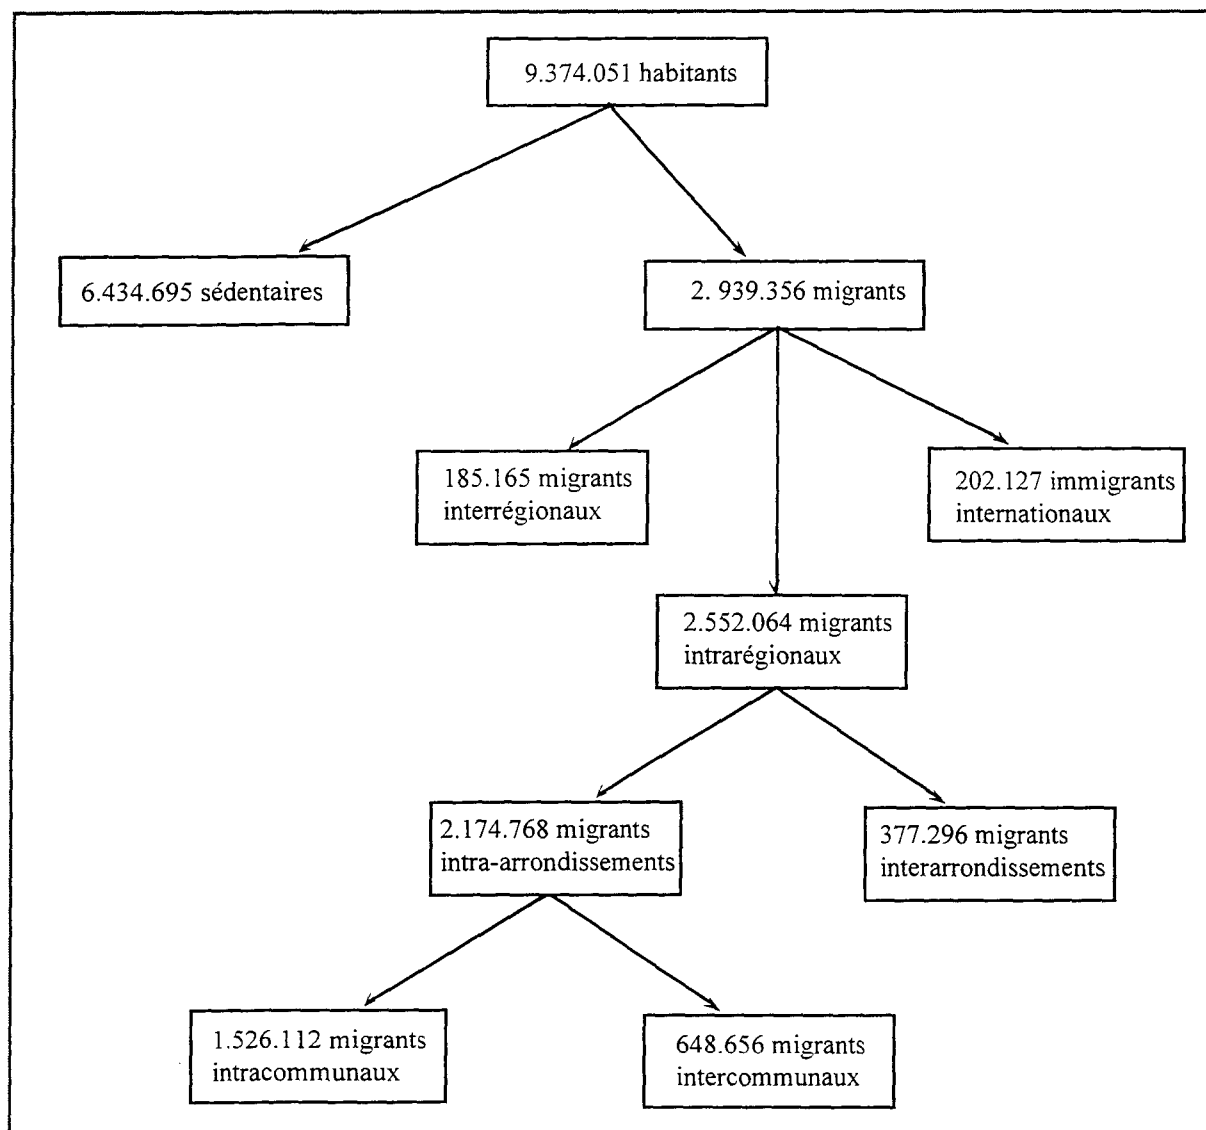 9.374.051 habitants
6.434.695 sédentaires
2. 939.356 migrants
185.165 migrants
interrégionaux
202.127 immigrants
internationaux
2.552.064 migrants
intrarégionaux
2.174.768 migrants
intra-arrondissements
377.296 migrants
interarrondissements
1.526.112 migrants
intracommunaux
648.656 migrants
intercommunaux